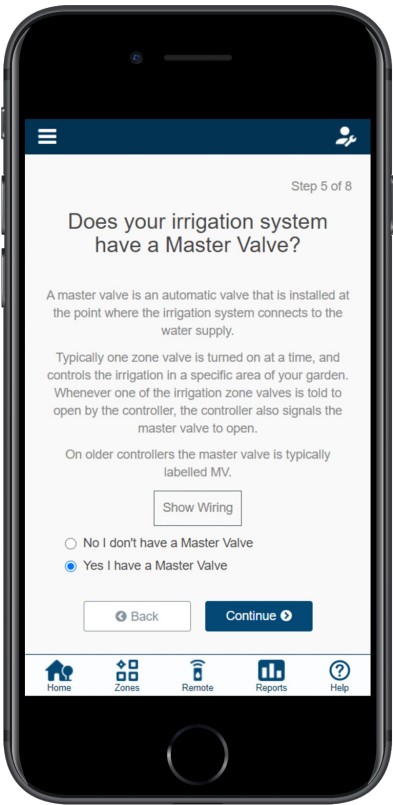 Step 5 of 8
Does your irrigation system
have a Master Valve?
A master valve is an automatic valve that is installed at
the point where the irrigation system connects to the
water supply.
Typically one zone valve is turned on at a time, and
controls the irrigation in a specific area of your garden.
Whenever one of the irrigation zone valves is told to
open by the controller, the controller also signals the
master valve to open.
On older controllers the master valve is typically
labelled MV.
Show Wiring
No I don't have a Master Valve
Yes I have a Master Valve
Back
Continue
Home
Zones
Remote
Reports
Help